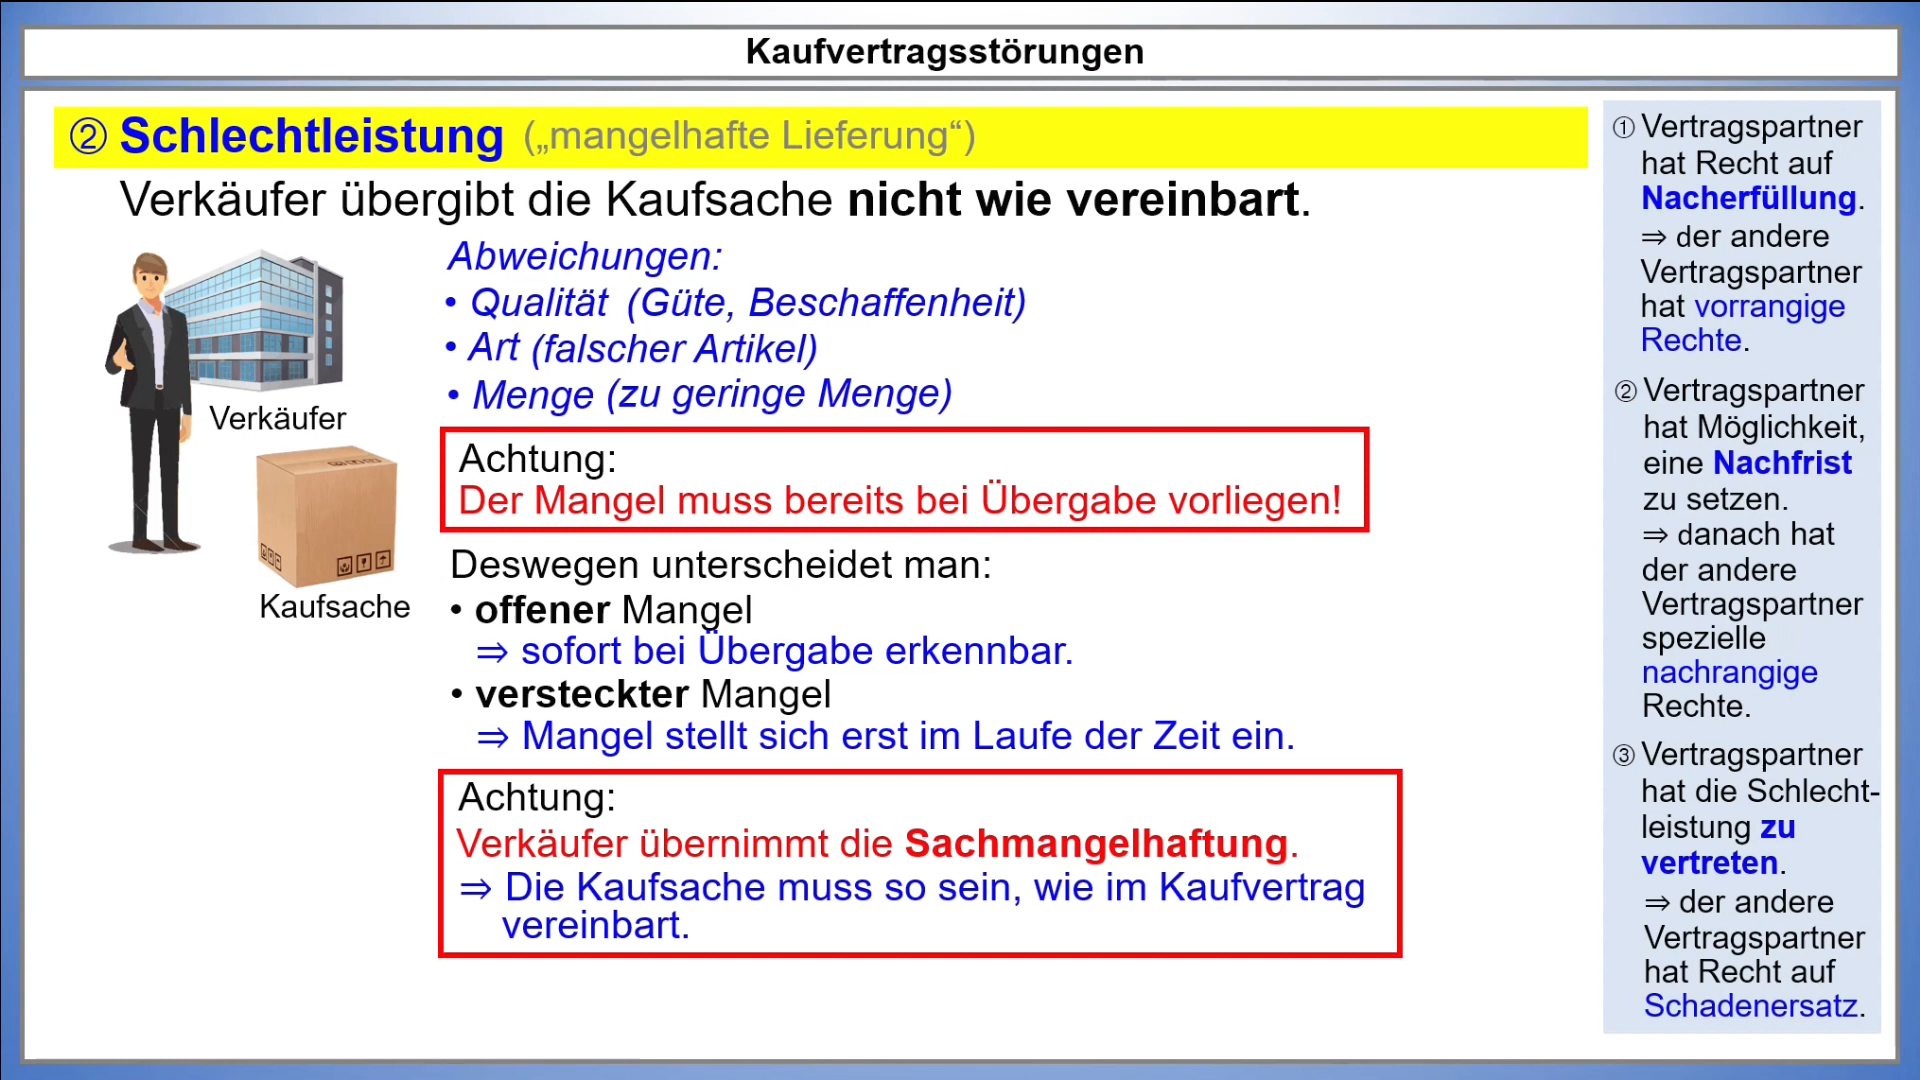 Kaufvertragsstörungen
② Schlechtleistung („mangelhafte Lieferung“)
Verkäufer übergibt die Kaufsache nicht wie vereinbart.
Abweichungen:
• Qualität (Güte, Beschaffenheit)
• Art (falscher Artikel)
• Menge (zu geringe Menge)
Verkäufer
Kaufsache
Achtung:
Der Mangel muss bereits bei Übergabe vorliegen!
Deswegen unterscheidet man:
• offener Mangel
⇒ sofort bei Übergabe erkennbar.
• versteckter Mangel
⇒ Mangel stellt sich erst im Laufe der Zeit ein.
Achtung:
Verkäufer übernimmt die Sachmangelhaftung.
⇒ Die Kaufsache muss so sein, wie im Kaufvertrag
vereinbart.
① Vertragspartner
hat Recht auf
Nacherfüllung.
⇒ der andere
Vertragspartner
hat vorrangige
Rechte.
② Vertragspartner
hat Möglichkeit,
eine Nachfrist
zu setzen.
⇒ danach hat
der andere
Vertragspartner
spezielle
nachrangige
Rechte.
③ Vertragspartner
hat die Schlecht-
leistung zu
vertreten.
⇒ der andere
Vertragspartner
hat Recht auf
Schadenersatz.